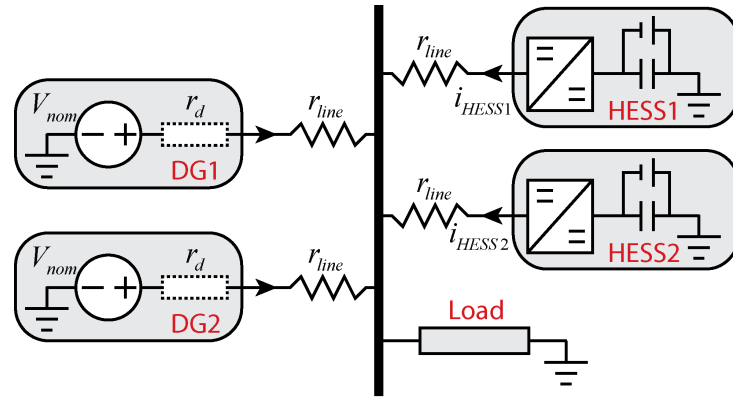 V_nom
r_d
DG1
r_line
V_nom
r_d
DG2
r_line
r_line
i_HESS1
HESS1
r_line
i_HESS2
HESS2
Load